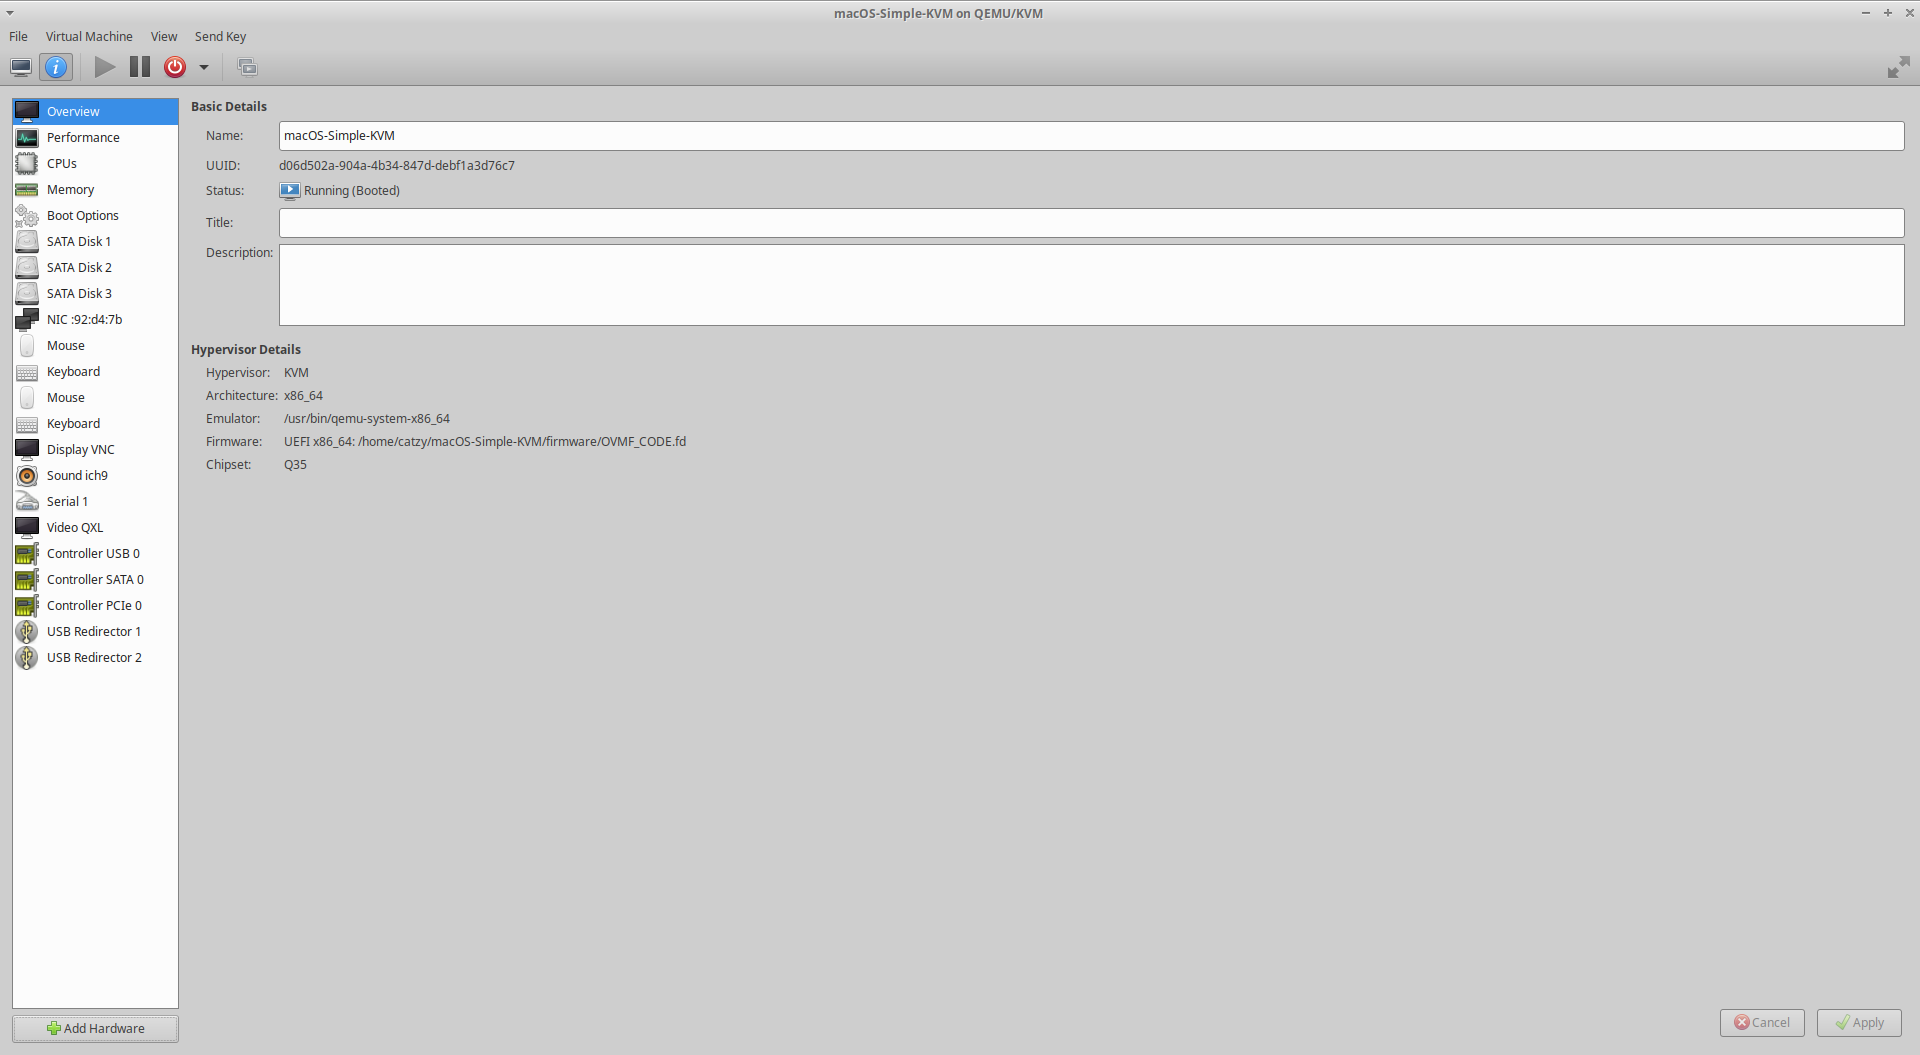 macOS-Simple-KVM on QEMU/KVM
File Virtual Machine View Send Key
Overview
Performance
CPUs
Memory
Boot Options
SATA Disk 1
SATA Disk 2
SATA Disk 3
NIC :92:d4:7b
Mouse
Keyboard
Mouse
Keyboard
Display VNC
Sound ich9
Serial 1
Video QXL
Controller USB 0
Controller SATA 0
Controller PCIe 0
USB Redirector 1
USB Redirector 2
Add Hardware
Basic Details
Name: macOS-Simple-KVM
UUID: d06d502a-904a-4b34-847d-debf1a3d76c7
Status: Running (Booted)
Title:
Description:
Hypervisor Details
Hypervisor: KVM
Architecture: x86_64
Emulator: /usr/bin/qemu-system-x86_64
Firmware: UEFI x86_64: /home/catzy/macOS-Simple-KVM/firmware/OVMF_CODE.fd
Chipset: Q35
Cancel Apply